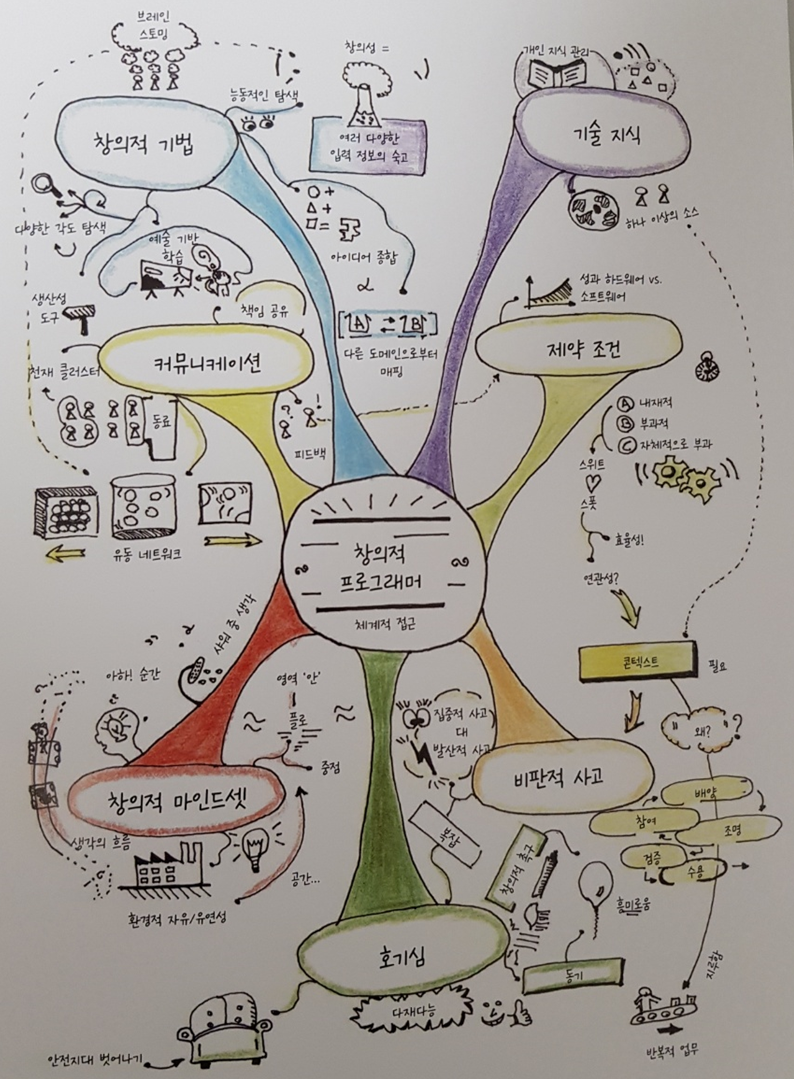 브레인
스토밍
창의성 =
개인 지식 관리
능동적인 탐색
창의적 기법
여러 다양한
입력 정보의 숙고
기술 지식
하나 이상의 소스
다양한 각도 탐색
예술 기반
학습
아이디어 종합
생산성
도구
책임 공유
성과 하드웨어 vs.
소프트웨어
A
B
다른 도메인으로부터
매핑
커뮤니케이션
제약 조건
천재 클러스터
동료
피드백
A 내재적
B 부과적
C 자체적으로 부과
스위트
스폿
효율성!
연관성?
유동 네트워크
창의적
프로그래머
체계적 접근
샤워 중 생각
아하! 순간
영역 '안'
플로
중점
콘텍스트
필요
왜?
집중적 사고
대
발산적 사고
창의적 마인드셋
비판적 사고
배양
참여
조명
검증
수용
생각의 흐름
복잡
창의적 촉구
흥미로움
공간...
환경적 자유/유연성
호기심
동기
다재다능
지루함
안전지대 벗어나기
반복적 업무